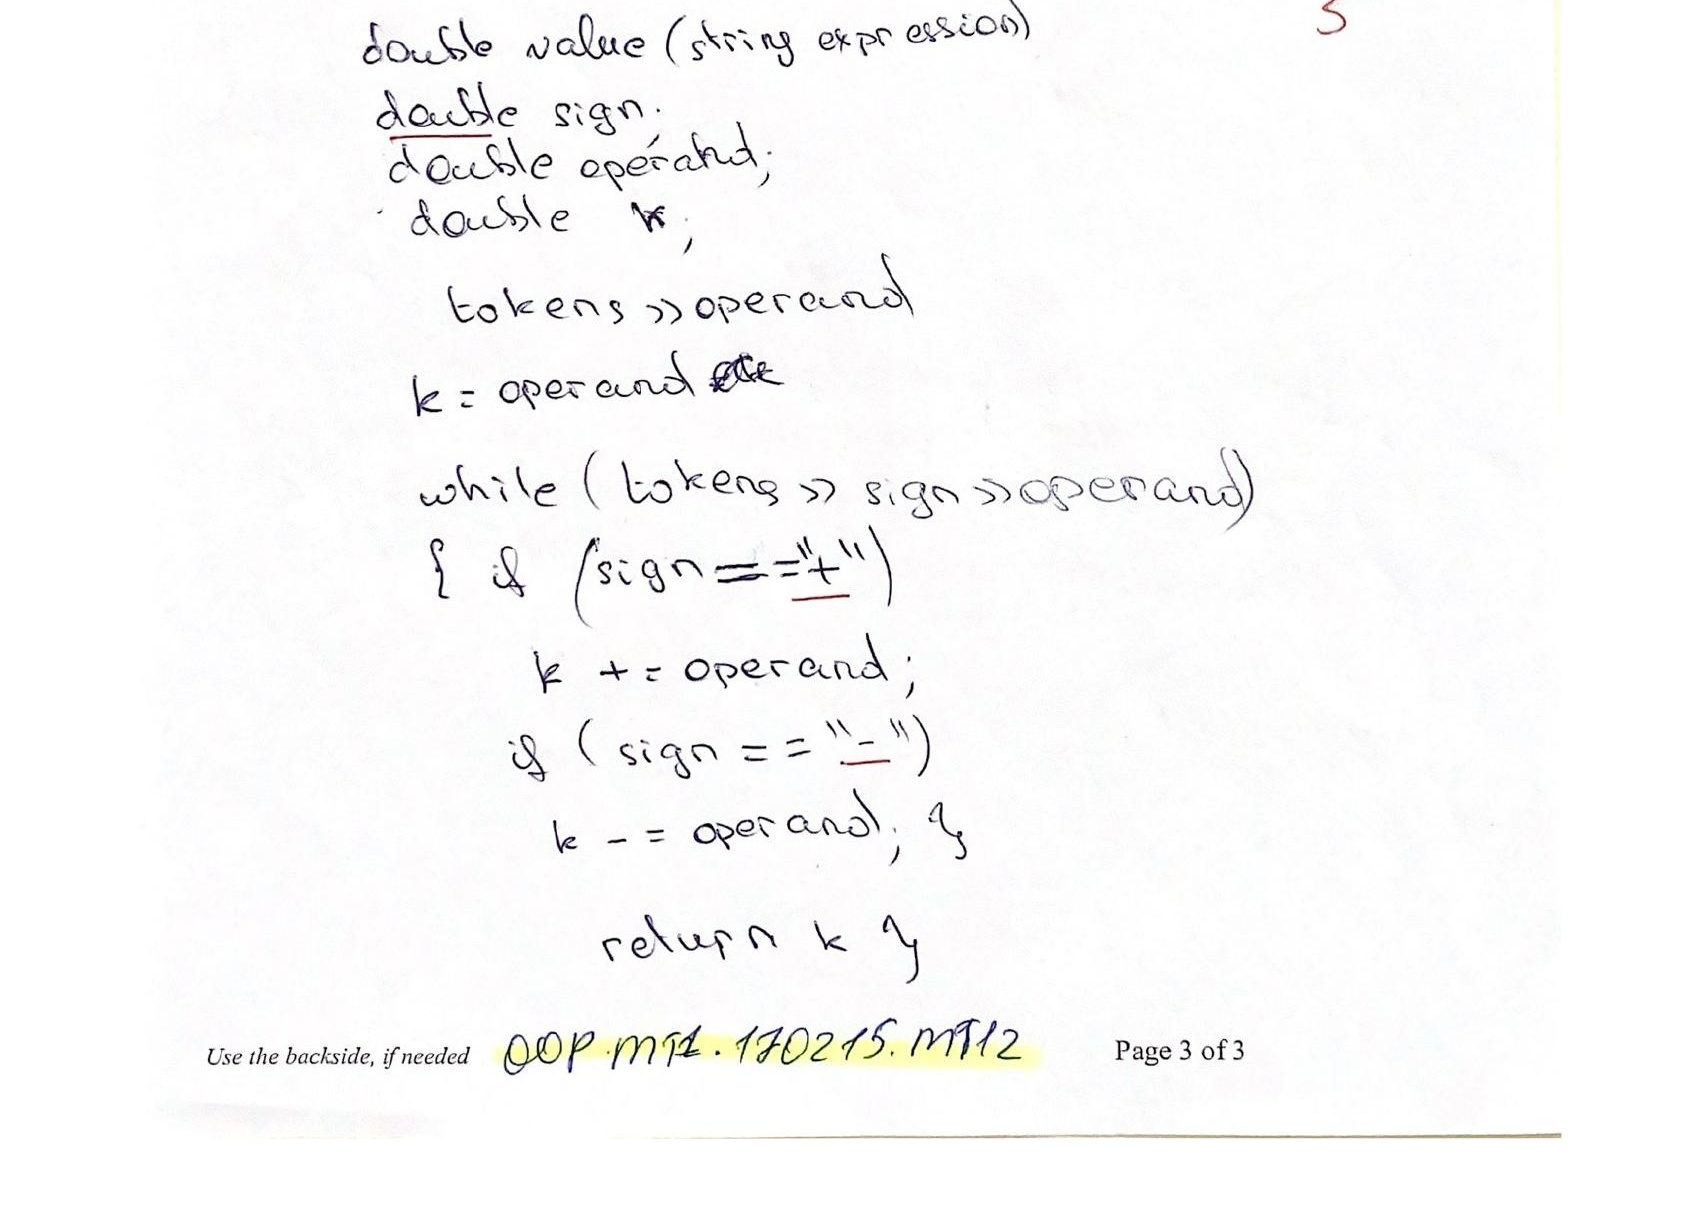 double value (string expression)
5
double sign;
double operand;
double k;
tokens >> operand
k = operand
while (tokens >> sign >> operand)
{ if (sign == "+")
k += operand;
if (sign == "-")
k -= operand; }
return k }
Use the backside, if needed OOP.MT1.170215.MT12 Page 3 of 3